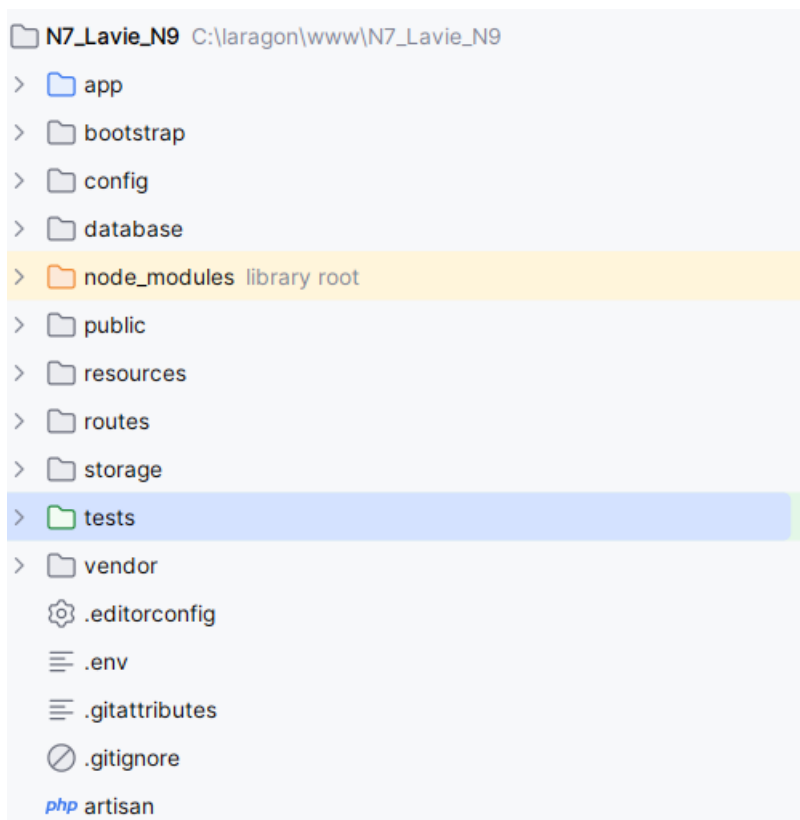 N7_Lavie_N9 C:\laragon\www\N7_Lavie_N9
app
bootstrap
config
database
node_modules library root
public
resources
routes
storage
tests
vendor
.editorconfig
.env
.gitattributes
.gitignore
php artisan